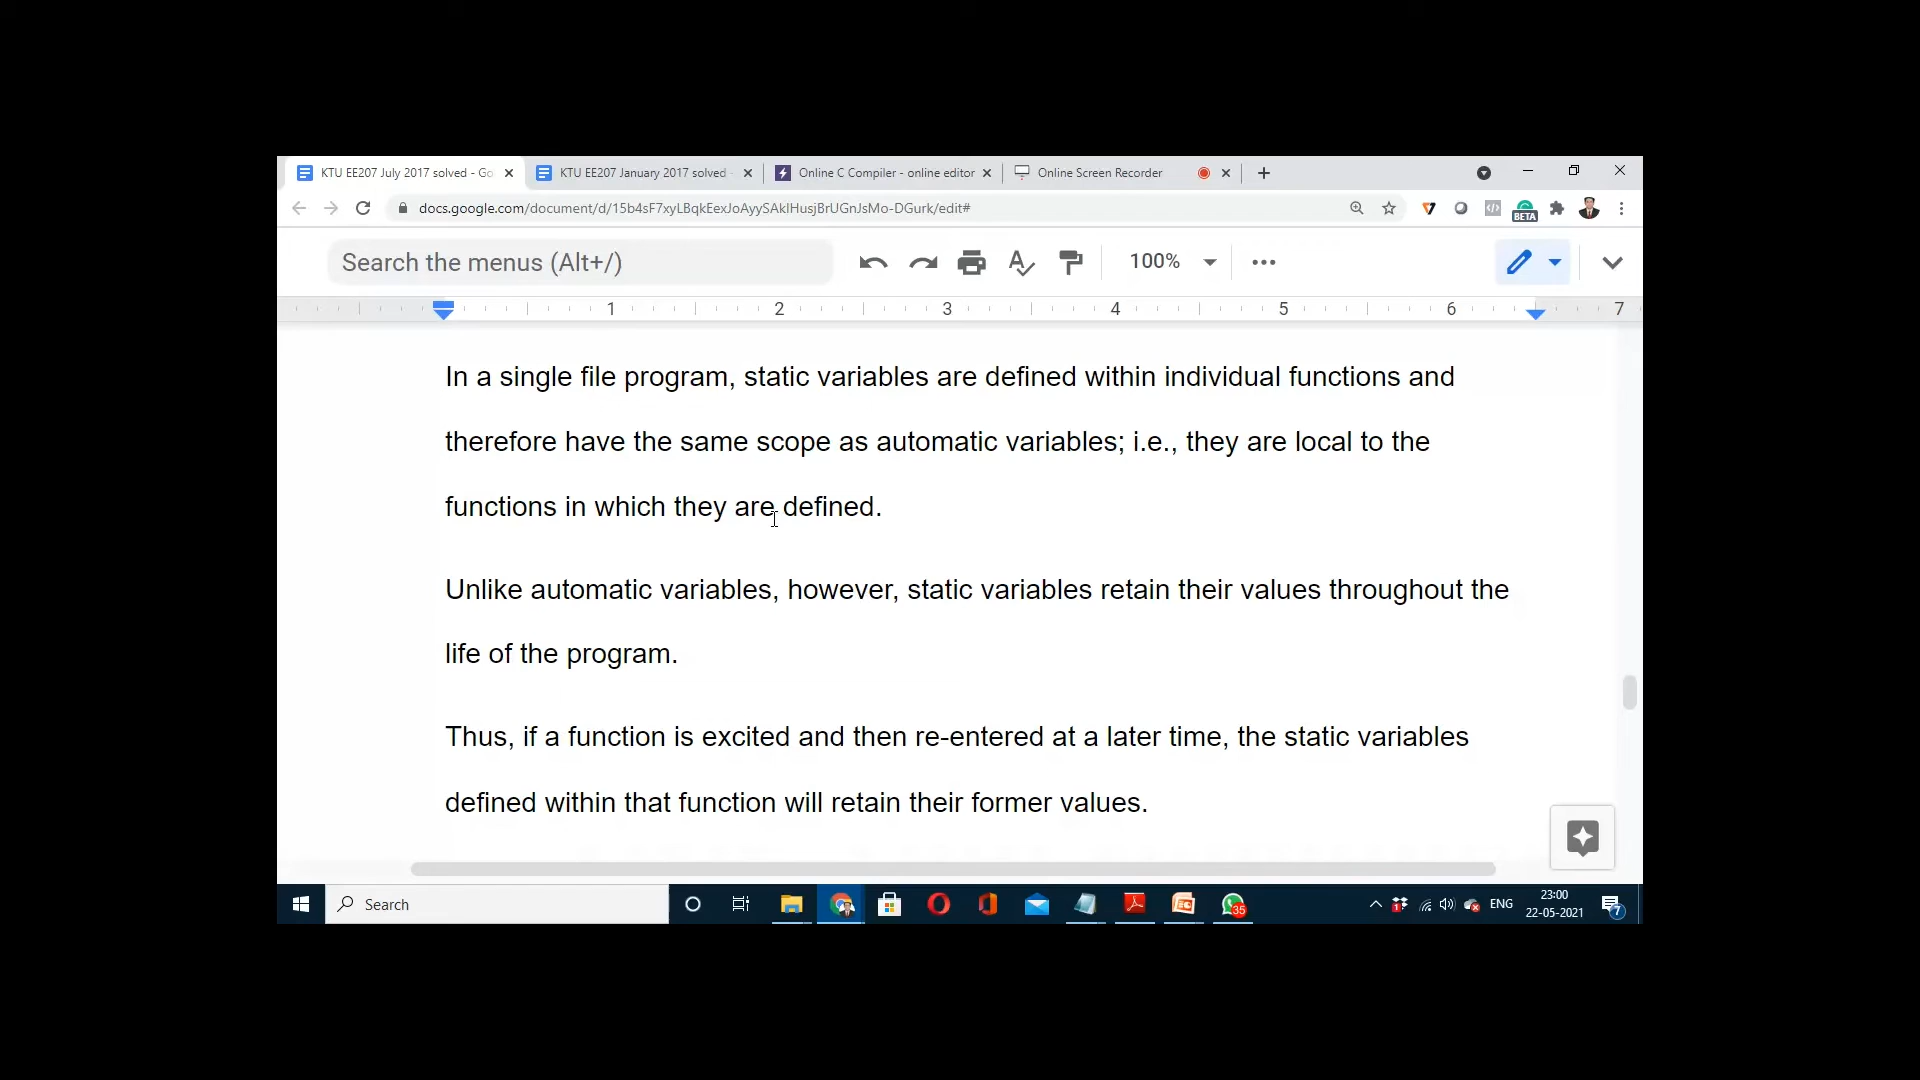 KTU EE207 July 2017 solved - Go
KTU EE207 January 2017 solved -
Online C Compiler - online editor
Online Screen Recorder
docs.google.com/document/d/15b4sF7xyLBqkEexJoAyySAklHusjBrUGnJsMo-DGurk/edit#
BETA
Search the menus (Alt+/)
100%
1 2 3 4 5 6 7
In a single file program, static variables are defined within individual functions and
therefore have the same scope as automatic variables; i.e., they are local to the
functions in which they are defined.
Unlike automatic variables, however, static variables retain their values throughout the
life of the program.
Thus, if a function is excited and then re-entered at a later time, the static variables
defined within that function will retain their former values.
Search
35
1
ENG
23:00
22-05-2021
7